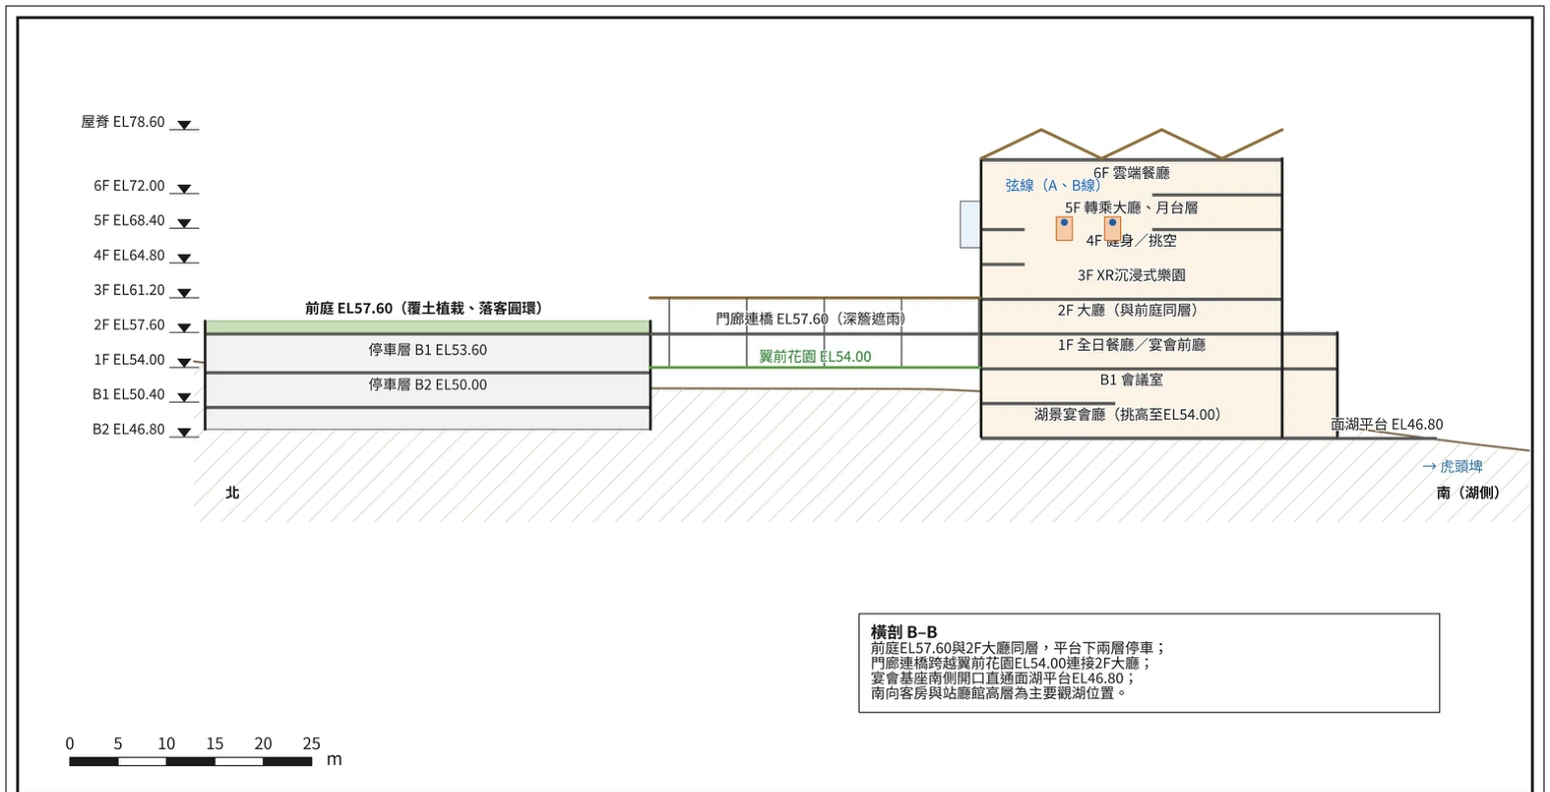 屋脊 EL78.60
6F EL72.00
5F EL68.40
4F EL64.80
3F EL61.20
2F EL57.60
1F EL54.00
B1 EL50.40
B2 EL46.80
前庭 EL57.60（覆土植栽、落客圓環）
停車層 B1 EL53.60
停車層 B2 EL50.00
門廊連橋 EL57.60（深簷遮雨）
翼前花園 EL54.00
6F 雲端餐廳
弦線（A、B線）
5F 轉乘大廳、月台層
4F 健身／挑空
3F XR沉浸式樂園
2F 大廳（與前庭同層）
1F 全日餐廳／宴會前廳
B1 會議室
湖景宴會廳（挑高至EL54.00）
面湖平台 EL46.80
→ 虎頭埤
北
南（湖側）
橫剖 B–B
前庭EL57.60與2F大廳同層，平台下兩層停車；
門廊連橋跨越翼前花園EL54.00連接2F大廳；
宴會基座南側開口直通面湖平台EL46.80；
南向客房與站廳館高層為主要觀湖位置。
0 5 10 15 20 25 m